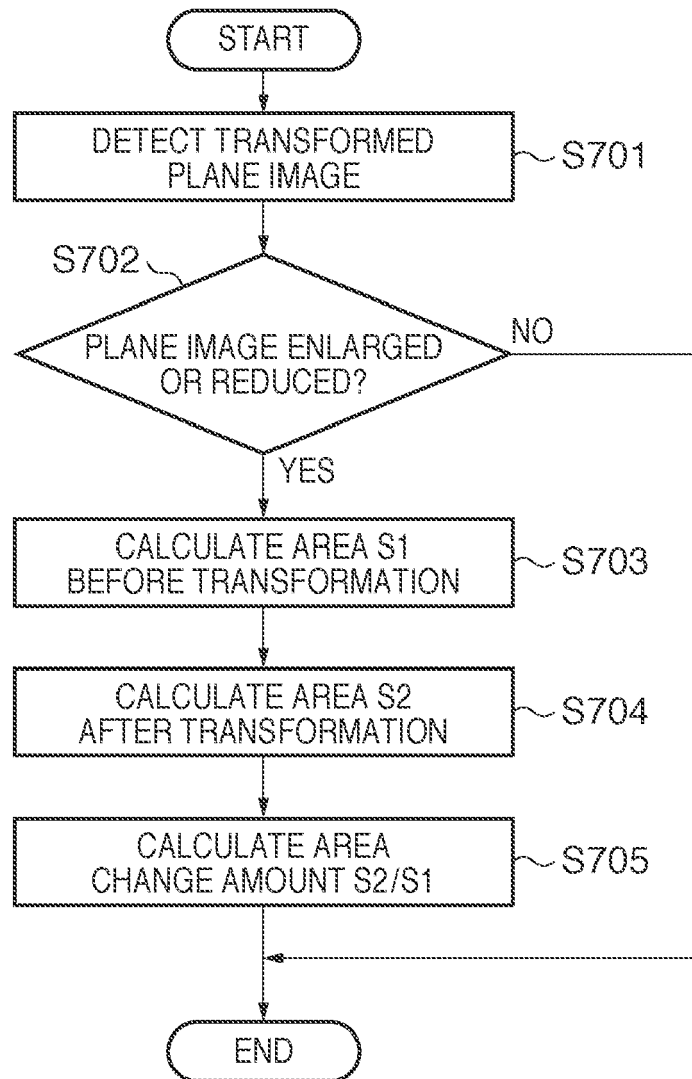 START
DETECT TRANSFORMED
PLANE IMAGE
S701
S702
PLANE IMAGE ENLARGED
OR REDUCED?
NO
YES
CALCULATE AREA S1
BEFORE TRANSFORMATION
S703
CALCULATE AREA S2
AFTER TRANSFORMATION
S704
CALCULATE AREA
CHANGE AMOUNT S2/S1
S705
END